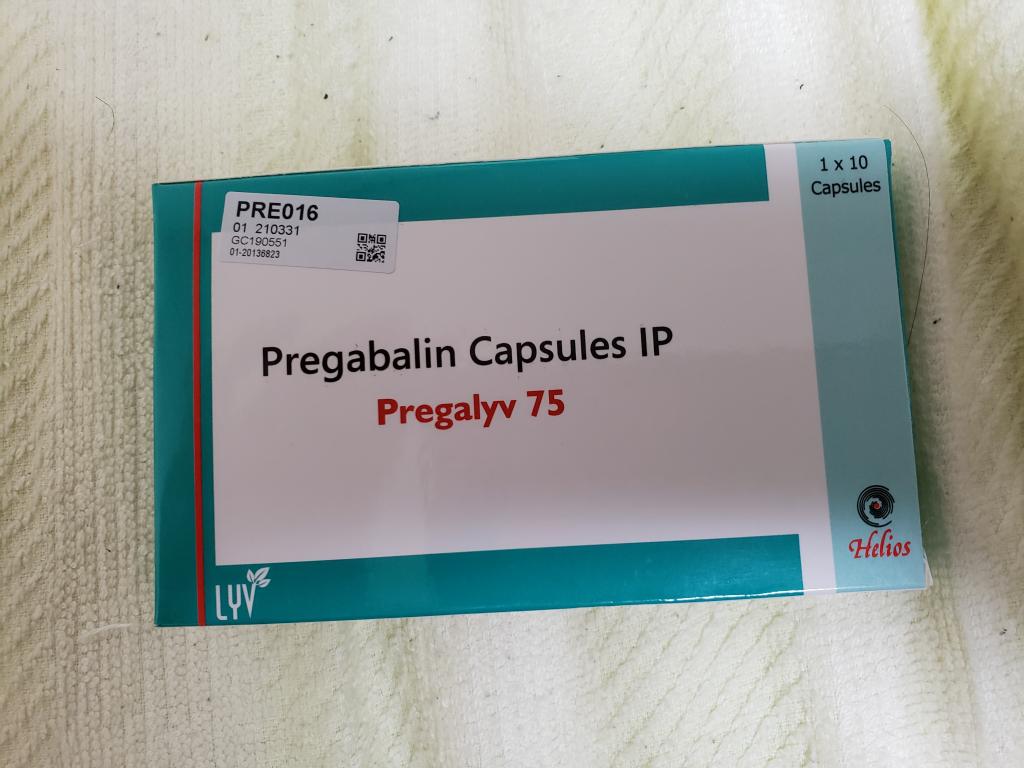 PRE016
01 210331
GC190551
01-20136823
1 x 10
Capsules
Pregabalin Capsules IP
Pregalyv 75
LYV
Helios